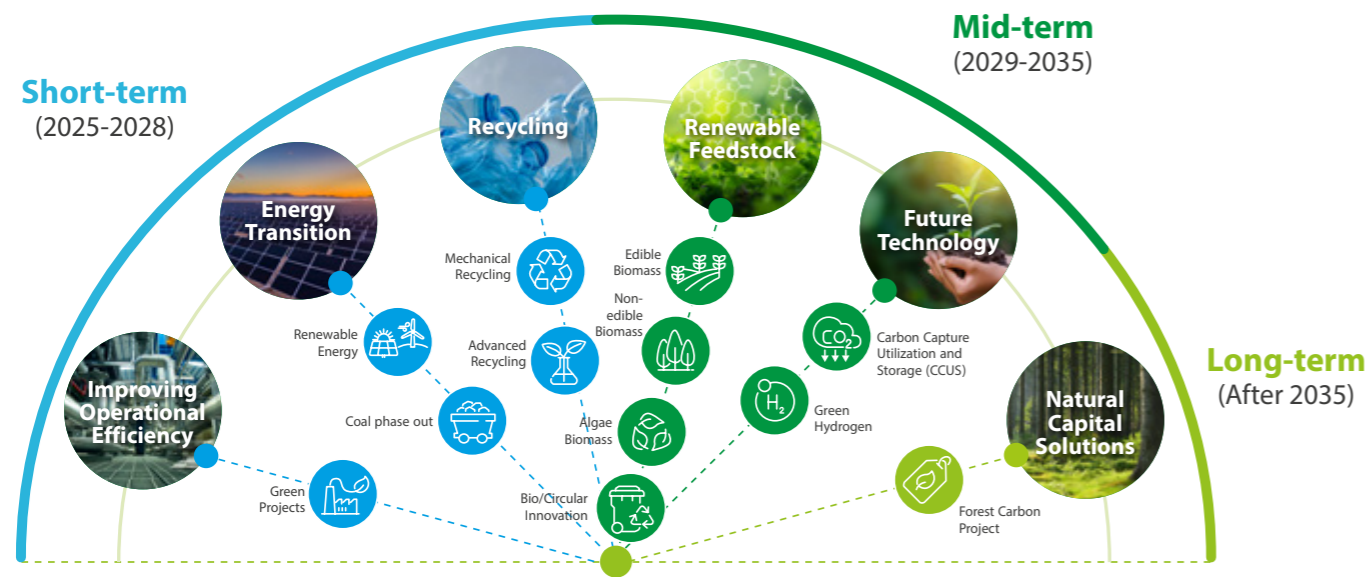 Short-term
(2025-2028)
Mid-term
(2029-2035)
Long-term
(After 2035)
Improving
Operational
Efficiency
Green
Projects
Energy
Transition
Renewable
Energy
Coal phase out
Recycling
Mechanical
Recycling
Advanced
Recycling
Renewable
Feedstock
Edible
Biomass
Non-
edible
Biomass
Algae
Biomass
Bio/Circular
Innovation
Future
Technology
CO2
Carbon Capture
Utilization and
Storage (CCUS)
H2
Green
Hydrogen
Natural
Capital
Solutions
Forest Carbon
Project